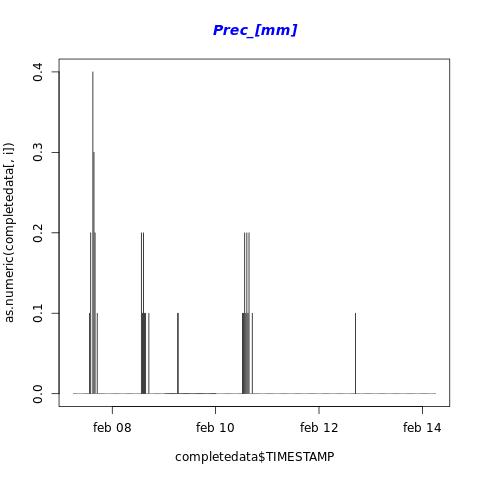 Prec_[mm]
as.numeric(completedata[, i])
0.4
0.3
0.2
0.1
0.0
feb 08 feb 10 feb 12 feb 14
completedata$TIMESTAMP